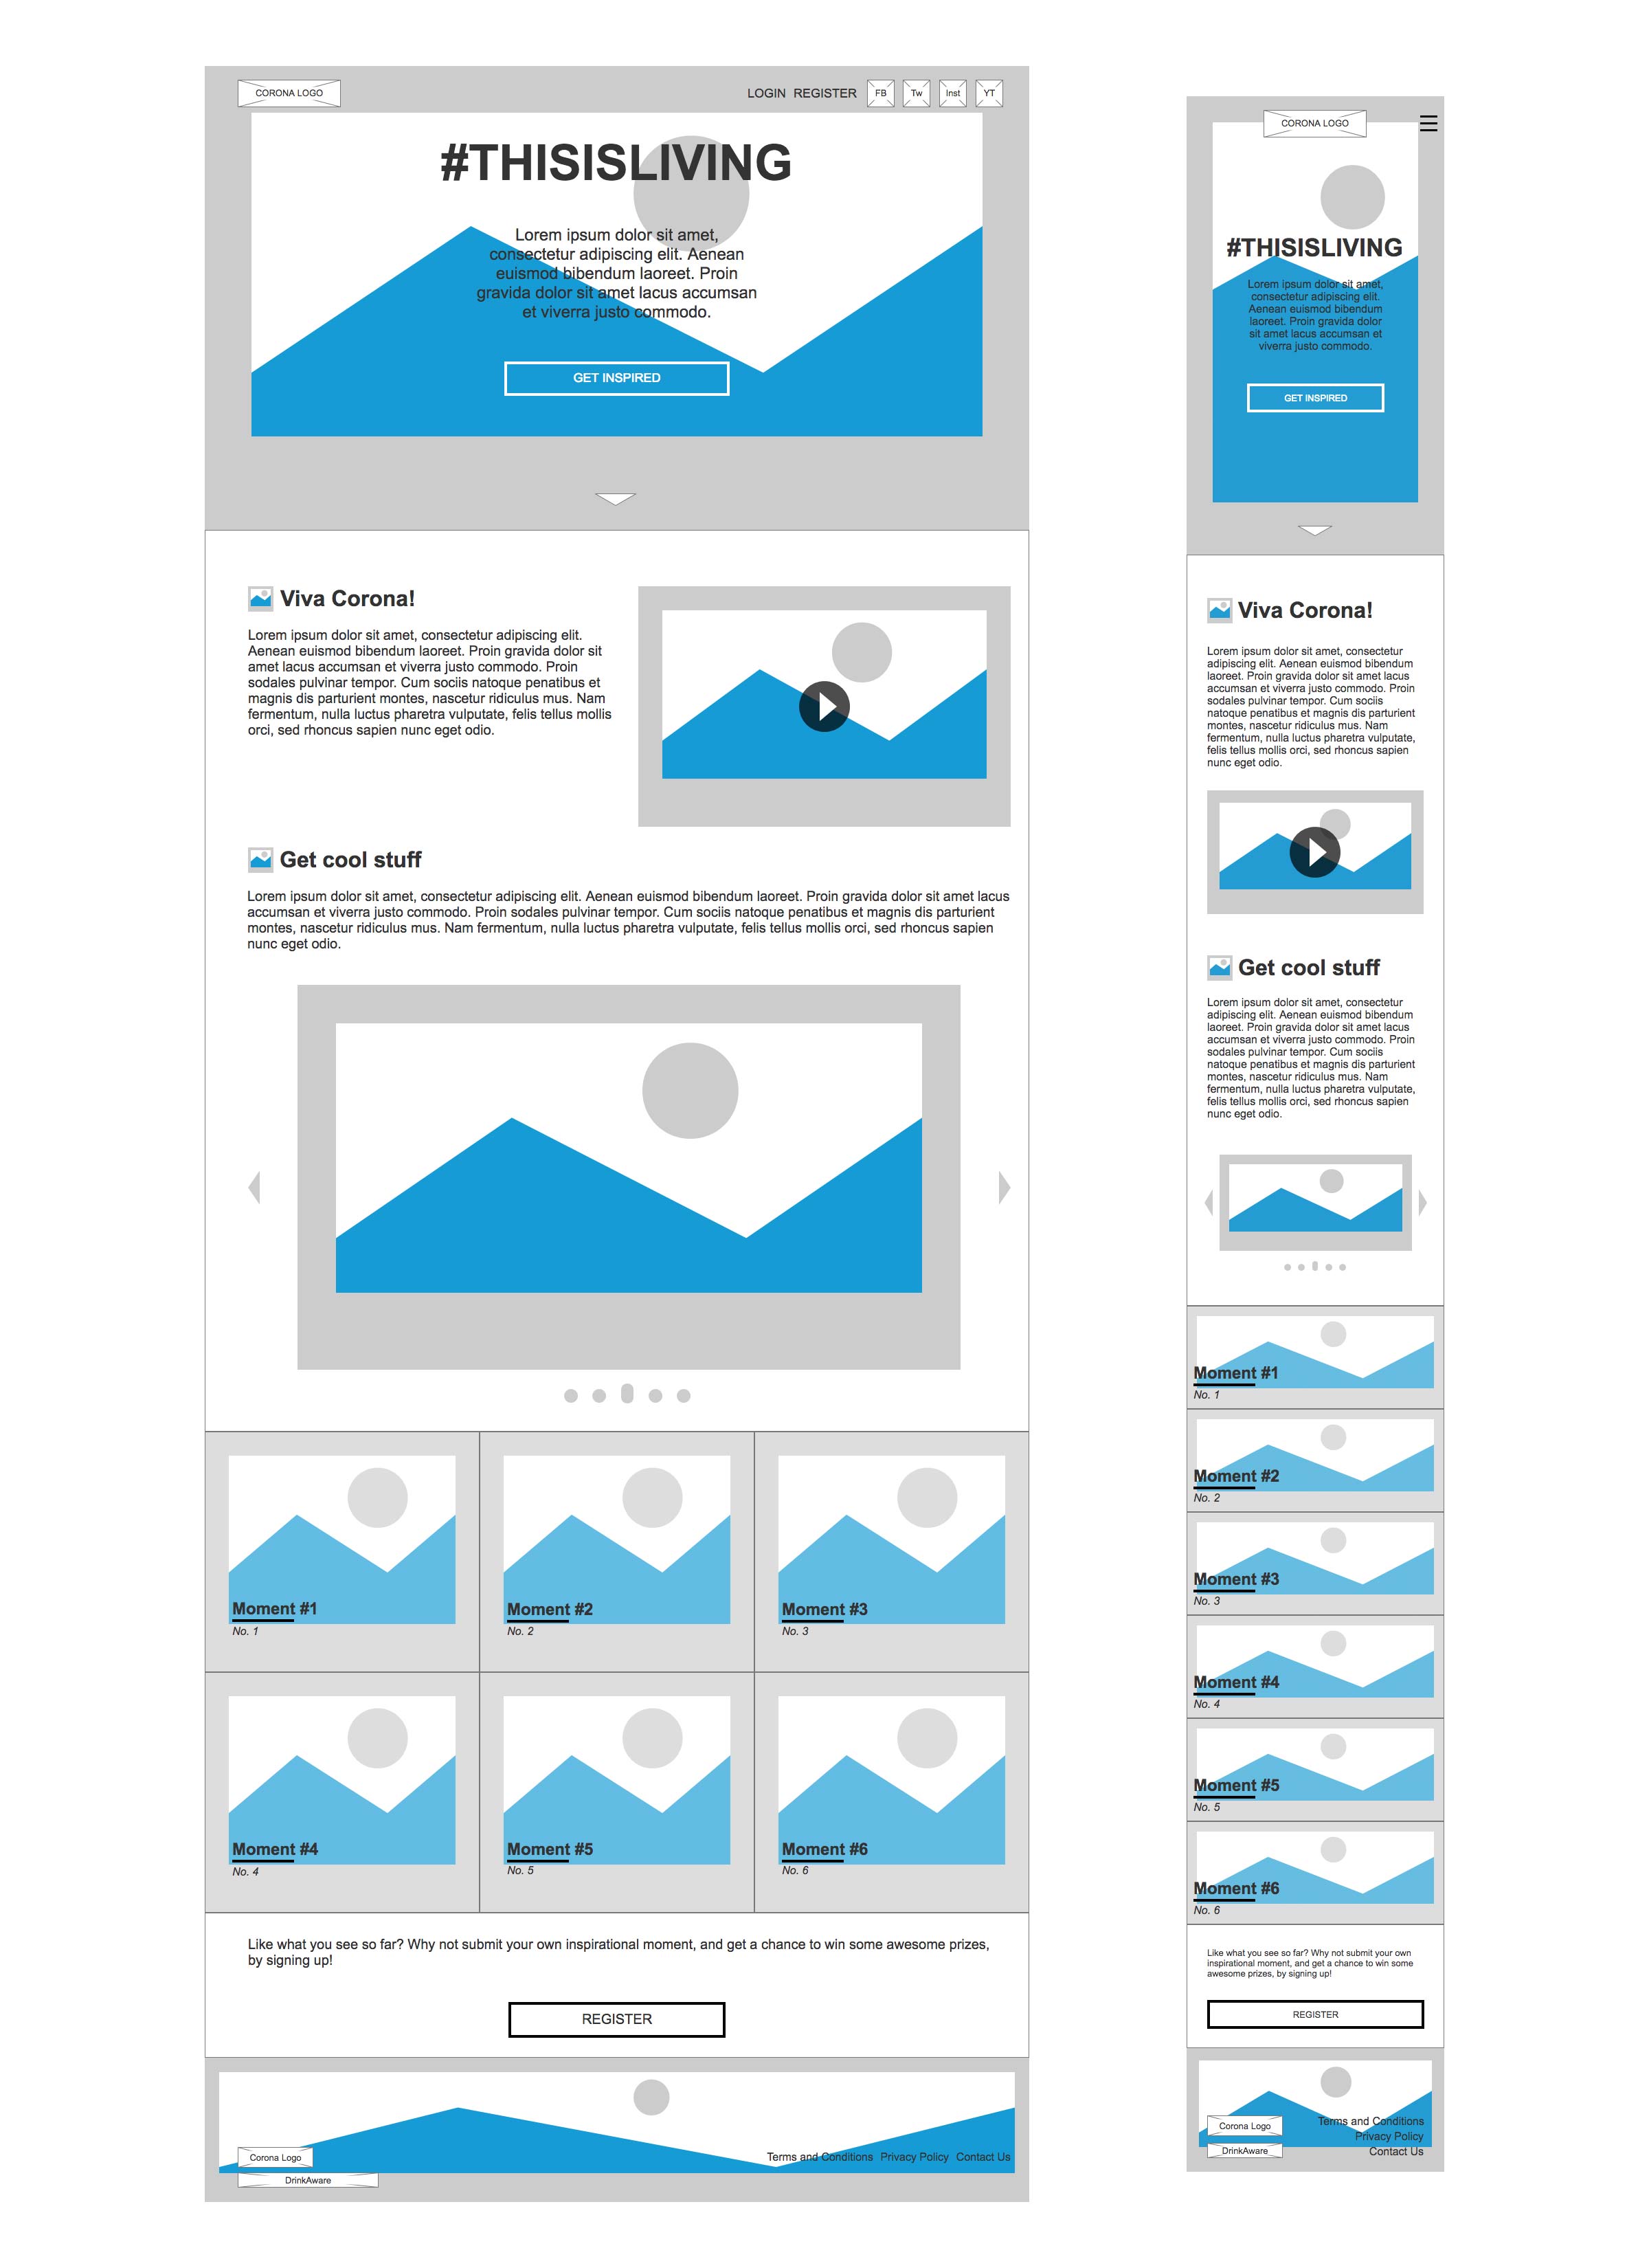 CORONA LOGO
LOGIN REGISTER FB Tw Inst YT
#THISISLIVING
Lorem ipsum dolor sit amet,
consectetur adipiscing elit. Aenean
euismod bibendum laoreet. Proin
gravida dolor sit amet lacus accumsan
et viverra justo commodo.
GET INSPIRED
Viva Corona!
Lorem ipsum dolor sit amet, consectetur adipiscing elit.
Aenean euismod bibendum laoreet. Proin gravida dolor sit
amet lacus accumsan et viverra justo commodo. Proin
sodales pulvinar tempor. Cum sociis natoque penatibus et
magnis dis parturient montes, nascetur ridiculus mus. Nam
fermentum, nulla luctus pharetra vulputate, felis tellus mollis
orci, sed rhoncus sapien nunc eget odio.
Get cool stuff
Lorem ipsum dolor sit amet, consectetur adipiscing elit. Aenean euismod bibendum laoreet. Proin gravida dolor sit amet lacus
accumsan et viverra justo commodo. Proin sodales pulvinar tempor. Cum sociis natoque penatibus et magnis dis parturient
montes, nascetur ridiculus mus. Nam fermentum, nulla luctus pharetra vulputate, felis tellus mollis orci, sed rhoncus sapien
nunc eget odio.
Moment #1
No. 1
Moment #2
No. 2
Moment #3
No. 3
Moment #4
No. 4
Moment #5
No. 5
Moment #6
No. 6
Like what you see so far? Why not submit your own inspirational moment, and get a chance to win some awesome prizes,
by signing up!
REGISTER
Corona Logo
DrinkAware
Terms and Conditions Privacy Policy Contact Us
CORONA LOGO
#THISISLIVING
Lorem ipsum dolor sit amet,
consectetur adipiscing elit.
Aenean euismod bibendum
laoreet. Proin gravida dolor
sit amet lacus accumsan et
viverra justo commodo.
GET INSPIRED
Viva Corona!
Lorem ipsum dolor sit amet, consectetur
adipiscing elit. Aenean euismod bibendum
laoreet. Proin gravida dolor sit amet lacus
accumsan et viverra justo commodo. Proin
sodales pulvinar tempor. Cum sociis
natoque penatibus et magnis dis parturient
montes, nascetur ridiculus mus. Nam
fermentum, nulla luctus pharetra vulputate,
felis tellus mollis orci, sed rhoncus sapien
nunc eget odio.
Get cool stuff
Lorem ipsum dolor sit amet, consectetur
adipiscing elit. Aenean euismod bibendum
laoreet. Proin gravida dolor sit amet lacus
accumsan et viverra justo commodo. Proin
sodales pulvinar tempor. Cum sociis
natoque penatibus et magnis dis parturient
montes, nascetur ridiculus mus. Nam
fermentum, nulla luctus pharetra vulputate,
felis tellus mollis orci, sed rhoncus sapien
nunc eget odio.
Moment #1
No. 1
Moment #2
No. 2
Moment #3
No. 3
Moment #4
No. 4
Moment #5
No. 5
Moment #6
No. 6
Like what you see so far? Why not submit your own
inspirational moment, and get a chance to win some
awesome prizes, by signing up!
REGISTER
Corona Logo
DrinkAware
Terms and Conditions
Privacy Policy
Contact Us